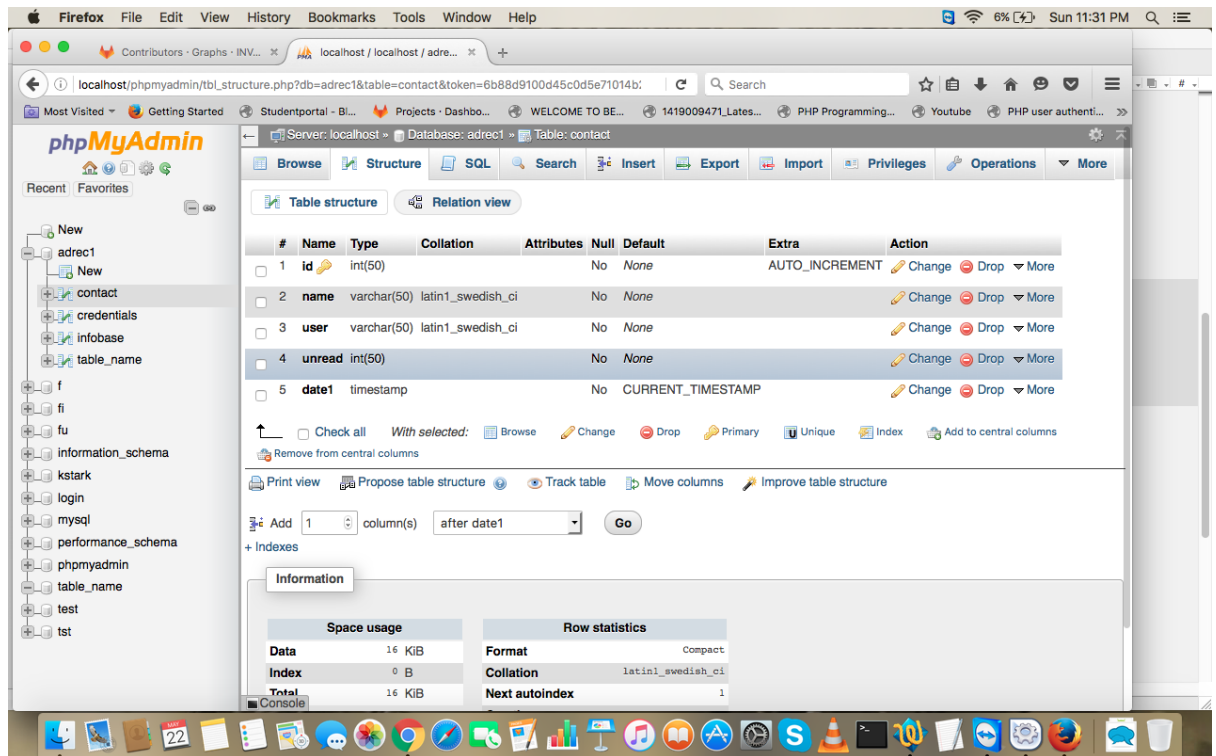 Firefox File Edit View History Bookmarks Tools Window Help 6% Sun 11:31 PM
Contributors · Graphs · INV... × localhost / localhost / adre... × +
localhost/phpmyadmin/tbl_structure.php?db=adrec1&table=contact&token=6b88d9100d45c0d5e71014b: Search
Most Visited Getting Started Studentportal - Bl... Projects · Dashbo... WELCOME TO BE... 1419009471_Lates... PHP Programming... Youtube PHP user authenti... »
phpMyAdmin
Recent Favorites
New
adrec1
New
contact
credentials
infobase
table_name
f
fi
fu
information_schema
kstark
login
mysql
performance_schema
phpmyadmin
table_name
test
tst
Server: localhost » Database: adrec1 » Table: contact
Browse Structure SQL Search Insert Export Import Privileges Operations More
Table structure Relation view
# Name Type Collation Attributes Null Default Extra Action
1 id int(50) No None AUTO_INCREMENT Change Drop More
2 name varchar(50) latin1_swedish_ci No None Change Drop More
3 user varchar(50) latin1_swedish_ci No None Change Drop More
4 unread int(50) No None Change Drop More
5 date1 timestamp No CURRENT_TIMESTAMP Change Drop More
Check all With selected: Browse Change Drop Primary Unique Index Add to central columns
Remove from central columns
Print view Propose table structure Track table Move columns Improve table structure
Add 1 column(s) after date1 Go
+ Indexes
Information
Space usage
Data 16 KiB
Index 0 B
Total 16 KiB
Row statistics
Format Compact
Collation latin1_swedish_ci
Next autoindex 1
Console
MAY
22